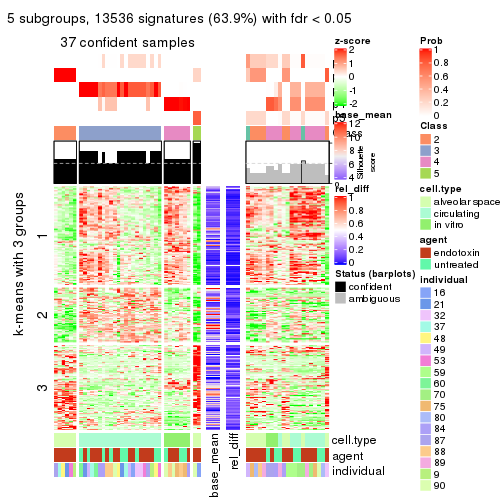 5 subgroups, 13536 signatures (63.9%) with fdr < 0.05
37 confident samples
k-means with 3 groups
1
2
3
base_mean
rel_diff
cell.type
agent
individual
z-score
2
1
0
-1
-2
base_mean
12
10
8
6
4
Silhouette
score
rel_diff
1
0.8
0.6
0.4
0.2
0
Status (barplots)
confident
ambiguous
Prob
1
0.8
0.6
0.4
0.2
0
Class
2
3
4
5
cell.type
alveolar space
circulating
in vitro
agent
endotoxin
untreated
individual
16
21
32
37
48
49
53
59
60
70
75
80
84
87
88
89
9
90